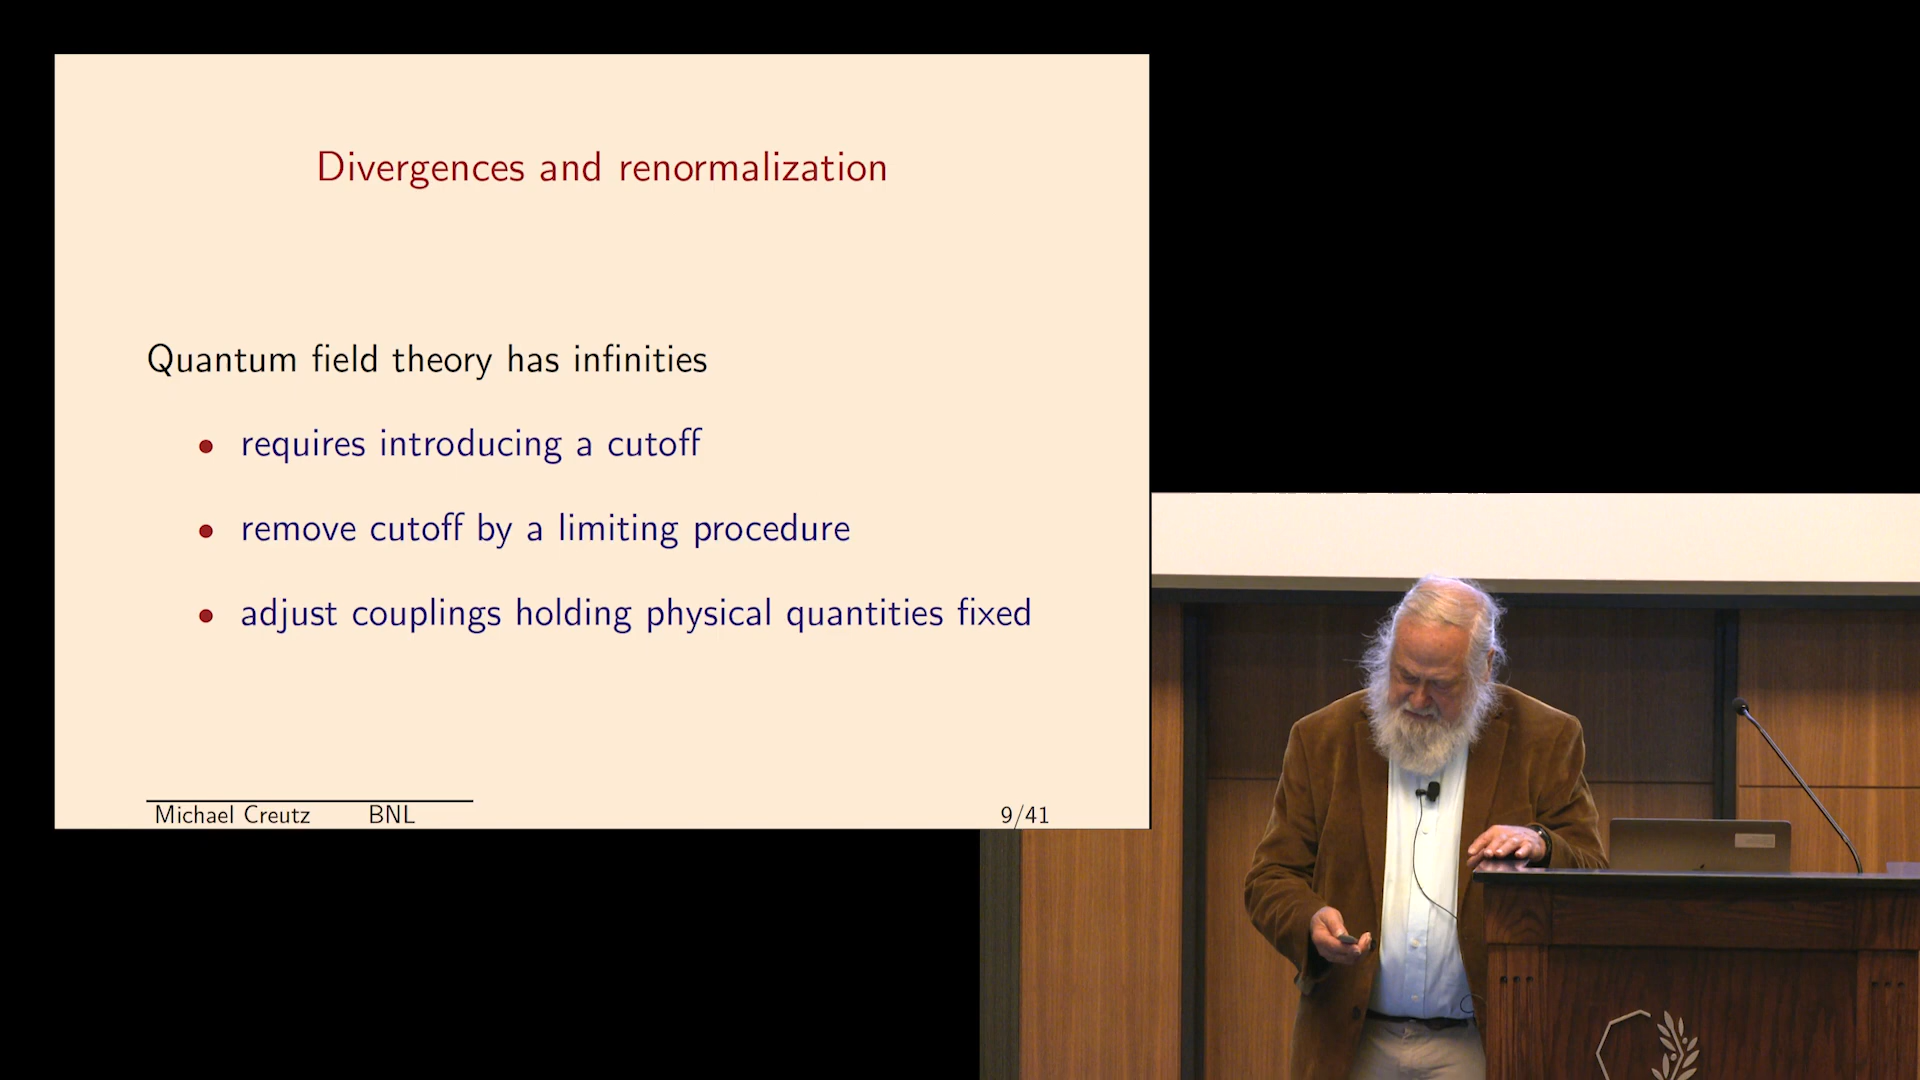 Divergences and renormalization
Quantum field theory has infinities
• requires introducing a cutoff
• remove cutoff by a limiting procedure
• adjust couplings holding physical quantities fixed
Michael Creutz BNL 9/41